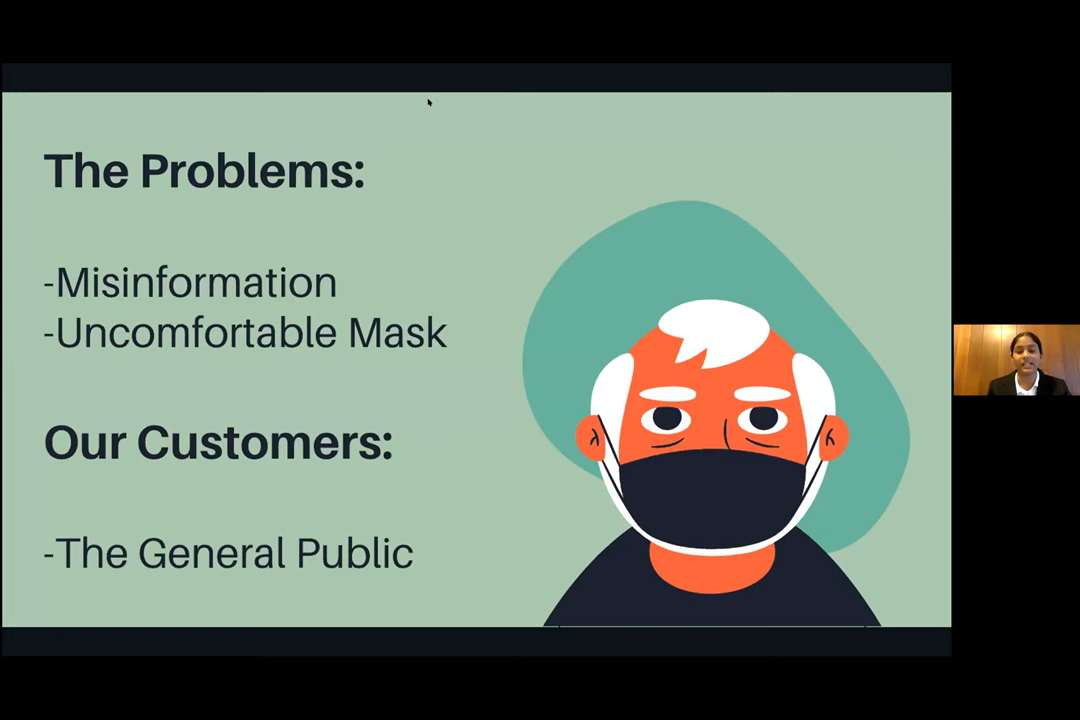 The Problems:
-Misinformation
-Uncomfortable Mask
Our Customers:
-The General Public